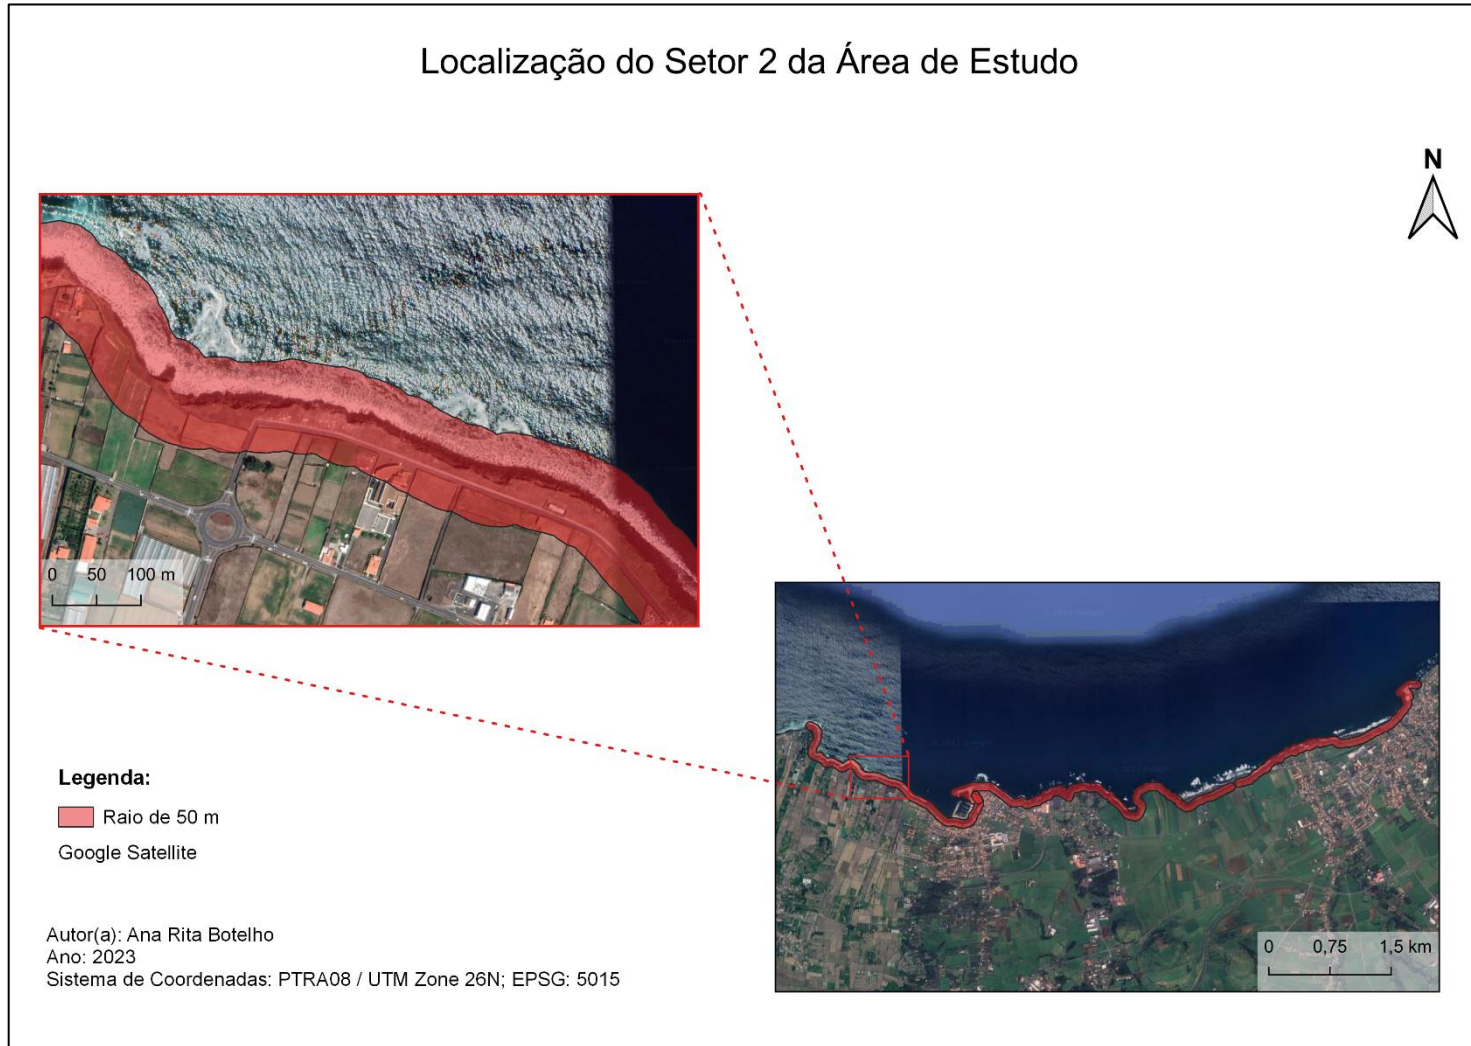 Localização do Setor 2 da Área de Estudo
N
0 50 100 m
Legenda:
Raio de 50 m
Google Satellite
Autor(a): Ana Rita Botelho
Ano: 2023
Sistema de Coordenadas: PTRA08 / UTM Zone 26N; EPSG: 5015
0 0,75 1,5 km